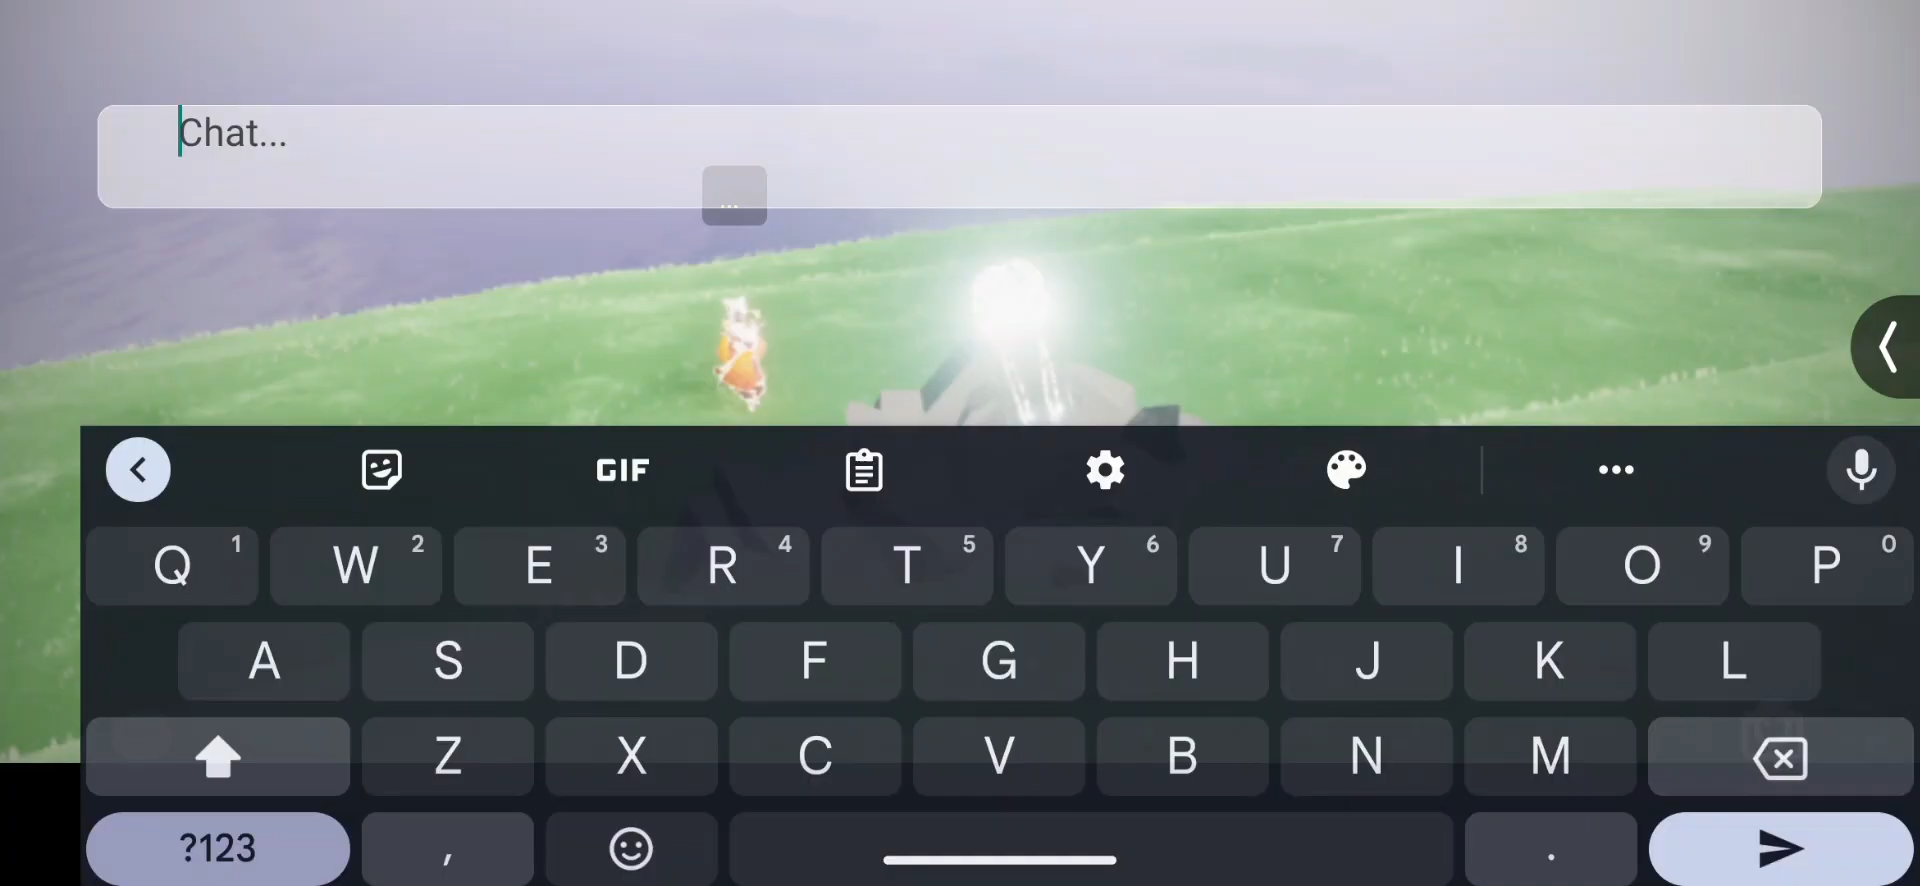 Chat...
...
GIF
Q 1 W 2 E 3 R 4 T 5 Y 6 U 7 I 8 O 9 P 0
A S D F G H J K L
Z X C V B N M
?123 , .